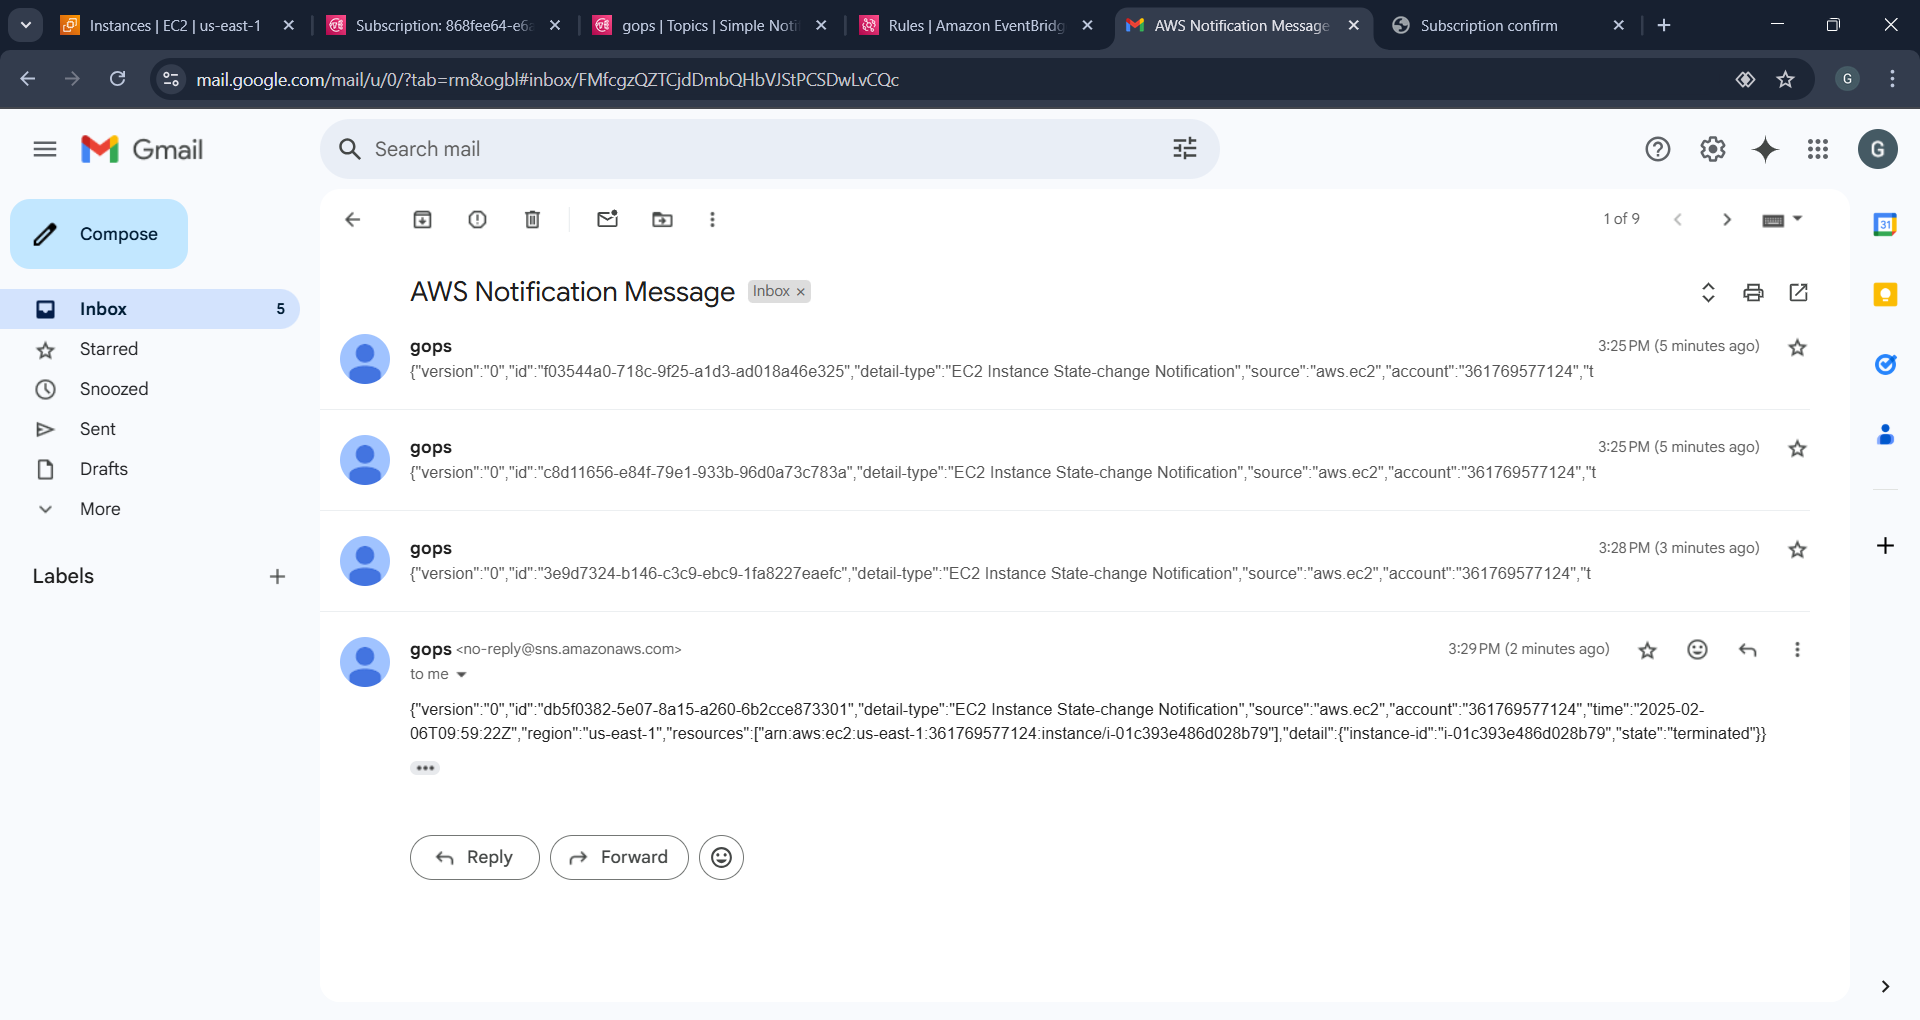 Instances | EC2 | us-east-1
Subscription: 868fee64-e6a
gops | Topics | Simple Noti
Rules | Amazon EventBridg
AWS Notification Message
Subscription confirm
mail.google.com/mail/u/0/?tab=rm&ogbl#inbox/FMfcgzQZTCjdDmbQHbVJStPCSDwLvCQc
G
Gmail
Search mail
G
Compose
1 of 9
31
AWS Notification Message
Inbox ×
Inbox 5
Starred
Snoozed
Sent
Drafts
More
Labels
gops
3:25 PM (5 minutes ago)
{"version":"0","id":"f03544a0-718c-9f25-a1d3-ad018a46e325","detail-type":"EC2 Instance State-change Notification","source":"aws.ec2","account":"361769577124","t
gops
3:25 PM (5 minutes ago)
{"version":"0","id":"c8d11656-e84f-79e1-933b-96d0a73c783a","detail-type":"EC2 Instance State-change Notification","source":"aws.ec2","account":"361769577124","t
gops
3:28 PM (3 minutes ago)
{"version":"0","id":"3e9d7324-b146-c3c9-ebc9-1fa8227eaefc","detail-type":"EC2 Instance State-change Notification","source":"aws.ec2","account":"361769577124","t
gops <no-reply@sns.amazonaws.com>
3:29 PM (2 minutes ago)
to me
{"version":"0","id":"db5f0382-5e07-8a15-a260-6b2cce873301","detail-type":"EC2 Instance State-change Notification","source":"aws.ec2","account":"361769577124","time":"2025-02-
06T09:59:22Z","region":"us-east-1","resources":["arn:aws:ec2:us-east-1:361769577124:instance/i-01c393e486d028b79"],"detail":{"instance-id":"i-01c393e486d028b79","state":"terminated"}}
Reply
Forward